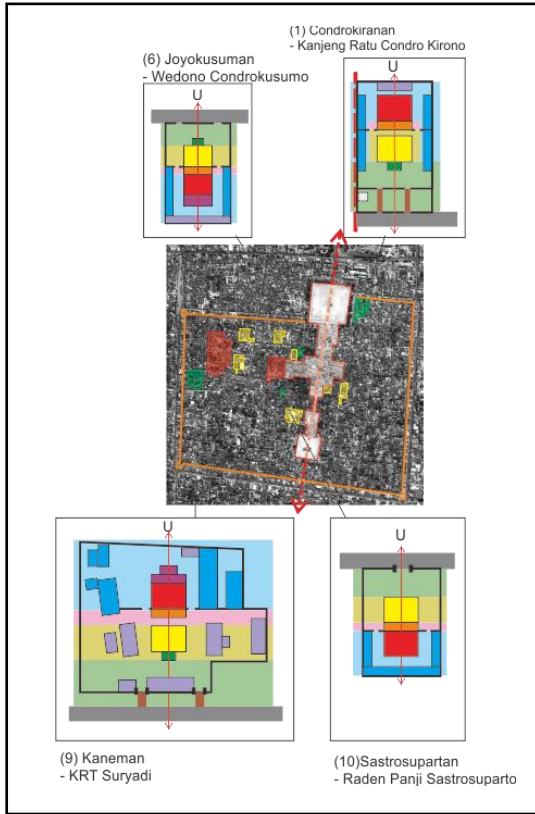 (1) Condrokiranan
- Kanjeng Ratu Condro Kirono
(6) Joyokusuman
- Wedono Condrokusumo
U
U
U
U
(9) Kaneman
- KRT Suryadi
(10)Sastrosupartan
- Raden Panji Sastrosuparto